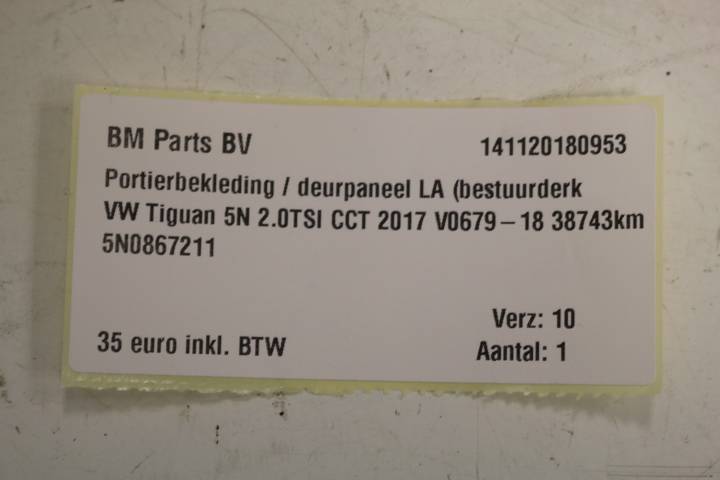 BM Parts BV 141120180953
Portierbekleding / deurpaneel LA (bestuurderk
VW Tiguan 5N 2.0TSI CCT 2017 V0679-18 38743km
5N0867211
Verz: 10
35 euro inkl. BTW Aantal: 1